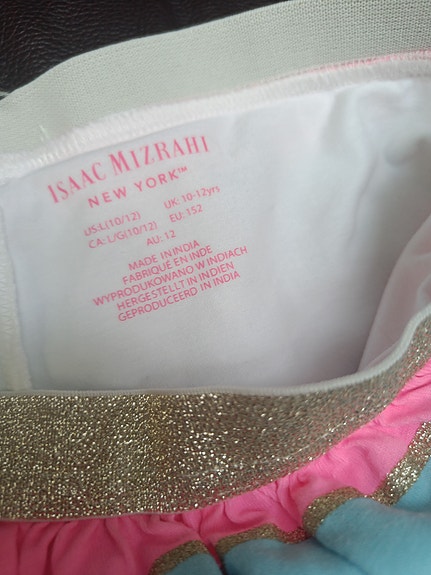 ISAAC MIZRAHI
NEW YORK™
US:L(10/12) UK: 10-12yrs
CA: L/G(10/12) EU: 152
AU: 12
MADE IN INDIA
FABRIQUÉ EN INDE
WYPRODUKOWANO W INDIACH
HERGESTELLT IN INDIEN
GEPRODUCEERD IN INDIA